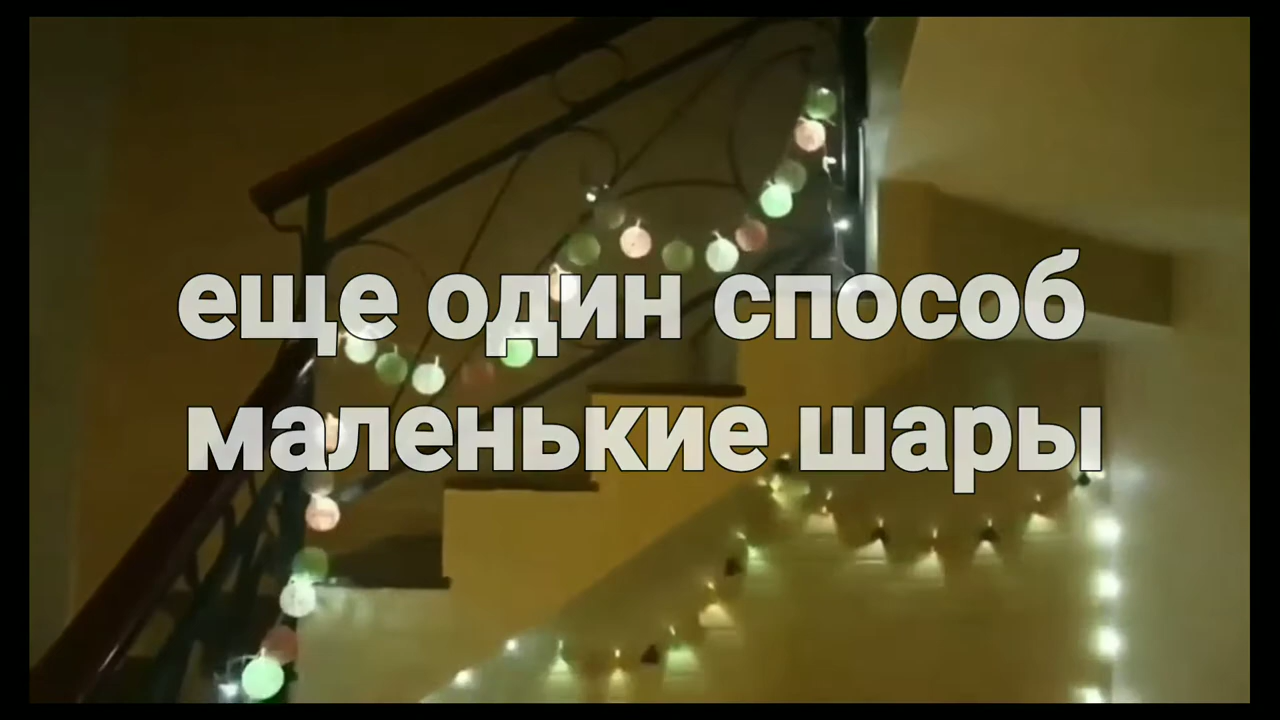 еще один способ
маленькие шары